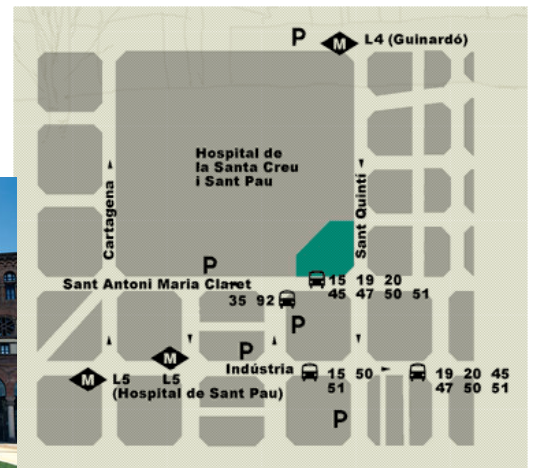 P
M L4 (Guinardó)
Hospital de
la Santa Creu
i Sant Pau
Cartagena
Sant Quintí
P
Sant Antoni Maria Claret
15 19 20
45 47 50 51
35 92
P
P
Indústria
15 50
51
19 20 45
47 50 51
M
M L5
L5
(Hospital de Sant Pau)
P